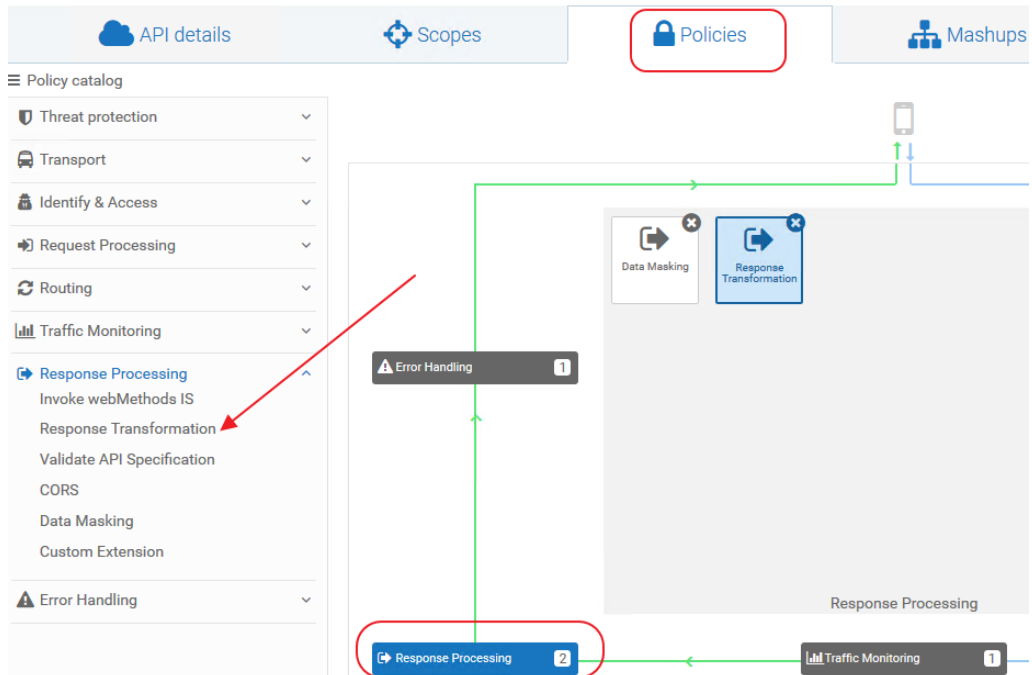 API details
Scopes
Policies
Mashups
Policy catalog
Threat protection
Transport
Identify & Access
Request Processing
Routing
Traffic Monitoring
Response Processing
Invoke webMethods IS
Response Transformation
Validate API Specification
CORS
Data Masking
Custom Extension
Error Handling
Data Masking
Response
Transformation
Error Handling 1
Response Processing
Response Processing 2
Traffic Monitoring 1